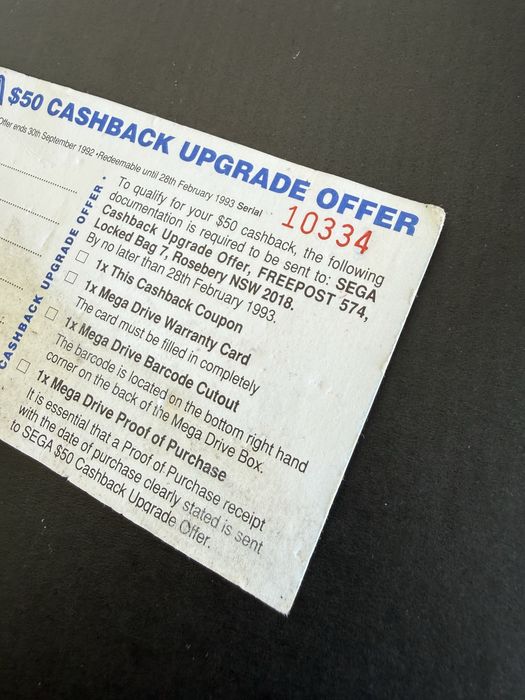 $50 CASHBACK UPGRADE OFFER
Offer ends 30th September 1992 • Redeemable until 28th February 1993 Serial 10334
CASHBACK UPGRADE OFFER •
To qualify for your $50 cashback, the following
documentation is required to be sent to: SEGA
Cashback Upgrade Offer, FREEPOST 574,
Locked Bag 7, Rosebery NSW 2018.
By no later than 28th February 1993.
1x This Cashback Coupon
1x Mega Drive Warranty Card
The card must be filled in completely
1x Mega Drive Barcode Cutout
The barcode is located on the bottom right hand
corner on the back of the Mega Drive Box.
1x Mega Drive Proof of Purchase
It is essential that a Proof of Purchase receipt
with the date of purchase clearly stated is sent
to SEGA $50 Cashback Upgrade Offer.